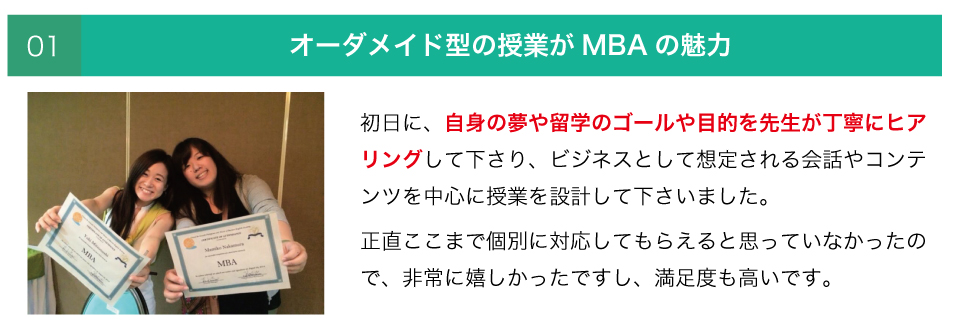 01
オーダメイド型の授業が MBA の魅力
初日に、自身の夢や留学のゴールや目的を先生が丁寧にヒア
リングして下さり、ビジネスとして想定される会話やコンテ
ンツを中心に授業を設計して下さいました。
正直ここまで個別に対応してもらえると思っていなかったの
で、非常に嬉しかったですし、満足度も高いです。
MBA
MBA